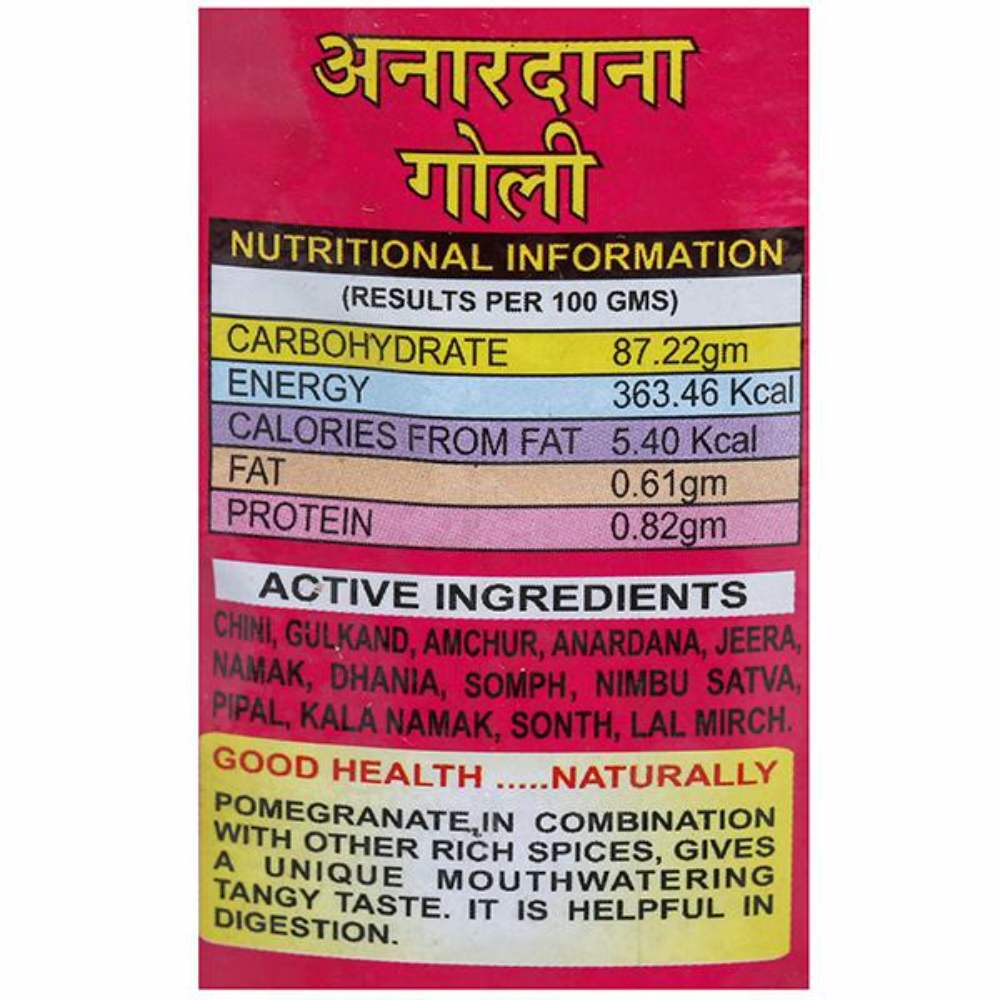 अनारदाना
गोली
NUTRITIONAL INFORMATION
(RESULTS PER 100 GMS)
CARBOHYDRATE 87.22gm
ENERGY 363.46 Kcal
CALORIES FROM FAT 5.40 Kcal
FAT 0.61gm
PROTEIN 0.82gm
ACTIVE INGREDIENTS
CHINI, GULKAND, AMCHUR, ANARDANA, JEERA,
NAMAK, DHANIA, SOMPH, NIMBU SATVA,
PIPAL, KALA NAMAK, SONTH, LAL MIRCH.
GOOD HEALTH .....NATURALLY
POMEGRANATE,IN COMBINATION
WITH OTHER RICH SPICES, GIVES
A UNIQUE MOUTHWATERING
TANGY TASTE. IT IS HELPFUL IN
DIGESTION.